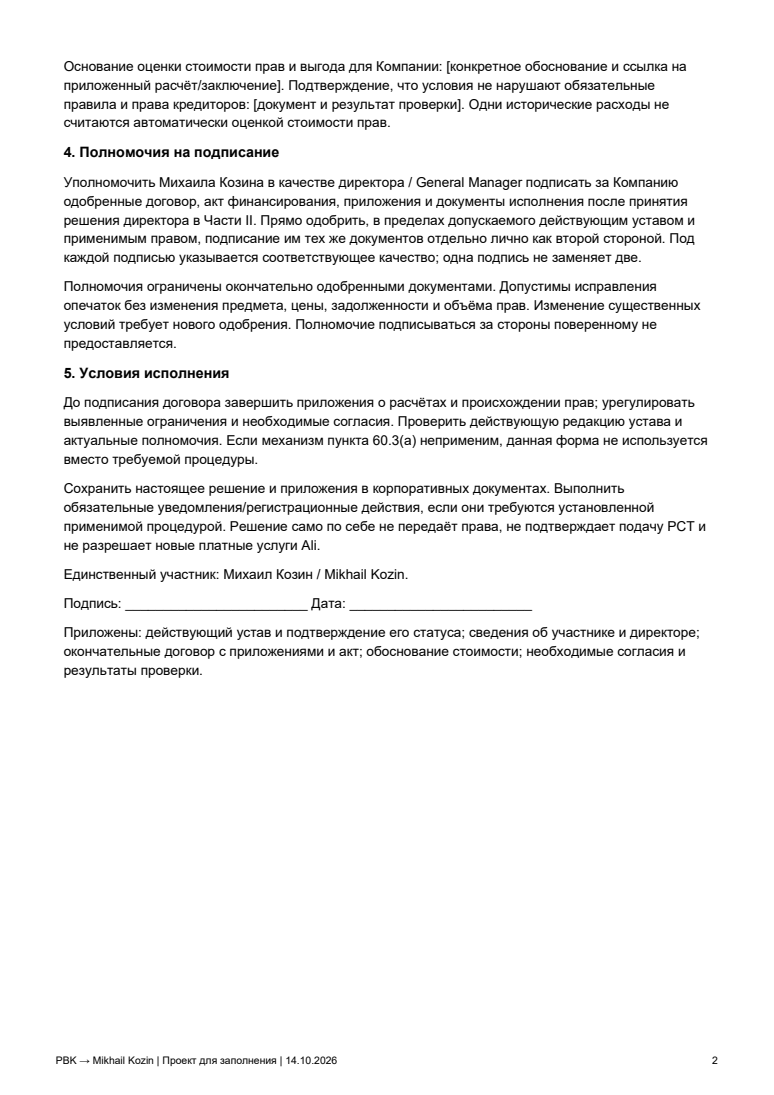 Основание оценки стоимости прав и выгода для Компании: [конкретное обоснование и ссылка на
приложенный расчёт/заключение]. Подтверждение, что условия не нарушают обязательные
правила и права кредиторов: [документ и результат проверки]. Одни исторические расходы не
считаются автоматически оценкой стоимости прав.
4. Полномочия на подписание
Уполномочить Михаила Козина в качестве директора / General Manager подписать за Компанию
одобренные договор, акт финансирования, приложения и документы исполнения после принятия
решения директора в Части II. Прямо одобрить, в пределах допускаемого действующим уставом и
применимым правом, подписание им тех же документов отдельно лично как второй стороной. Под
каждой подписью указывается соответствующее качество; одна подпись не заменяет две.
Полномочия ограничены окончательно одобренными документами. Допустимы исправления
опечаток без изменения предмета, цены, задолженности и объёма прав. Изменение существенных
условий требует нового одобрения. Полномочие подписываться за стороны поверенному не
предоставляется.
5. Условия исполнения
До подписания договора завершить приложения о расчётах и происхождении прав; урегулировать
выявленные ограничения и необходимые согласия. Проверить действующую редакцию устава и
актуальные полномочия. Если механизм пункта 60.3(a) неприменим, данная форма не используется
вместо требуемой процедуры.
Сохранить настоящее решение и приложения в корпоративных документах. Выполнить
обязательные уведомления/регистрационные действия, если они требуются установленной
применимой процедурой. Решение само по себе не передаёт права, не подтверждает подачу PCT и
не разрешает новые платные услуги Ali.
Единственный участник: Михаил Козин / Mikhail Kozin.
Подпись: ________________________ Дата: ________________________
Приложены: действующий устав и подтверждение его статуса; сведения об участнике и директоре;
окончательные договор с приложениями и акт; обоснование стоимости; необходимые согласия и
результаты проверки.
PBK → Mikhail Kozin | Проект для заполнения | 14.10.2026 2